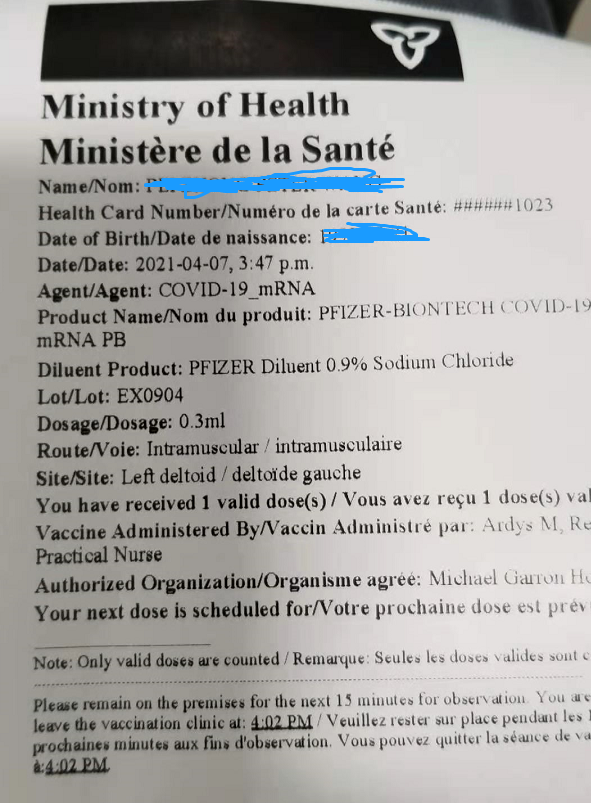 Ministry of Health
Ministère de la Santé
Name/Nom:
Health Card Number/Numéro de la carte Santé: ######1023
Date of Birth/Date de naissance:
Date/Date: 2021-04-07, 3:47 p.m.
Agent/Agent: COVID-19_mRNA
Product Name/Nom du produit: PFIZER-BIONTECH COVID-19
mRNA PB
Diluent Product: PFIZER Diluent 0.9% Sodium Chloride
Lot/Lot: EX0904
Dosage/Dosage: 0.3ml
Route/Voie: Intramuscular / intramusculaire
Site/Site: Left deltoid / deltoïde gauche
You have received 1 valid dose(s) / Vous avez reçu 1 dose(s) val
Vaccine Administered By/Vaccin Administré par: Ardys M, Re
Practical Nurse
Authorized Organization/Organisme agréé: Michael Garron Ho
Your next dose is scheduled for/Votre prochaine dose est prév
Note: Only valid doses are counted / Remarque: Seules les doses valides sont c
Please remain on the premises for the next 15 minutes for observation. You are
leave the vaccination clinic at: 4:02 PM / Veuillez rester sur place pendant les 1
prochaines minutes aux fins d'observation. Vous pouvez quitter la séance de va
à:4:02 PM.